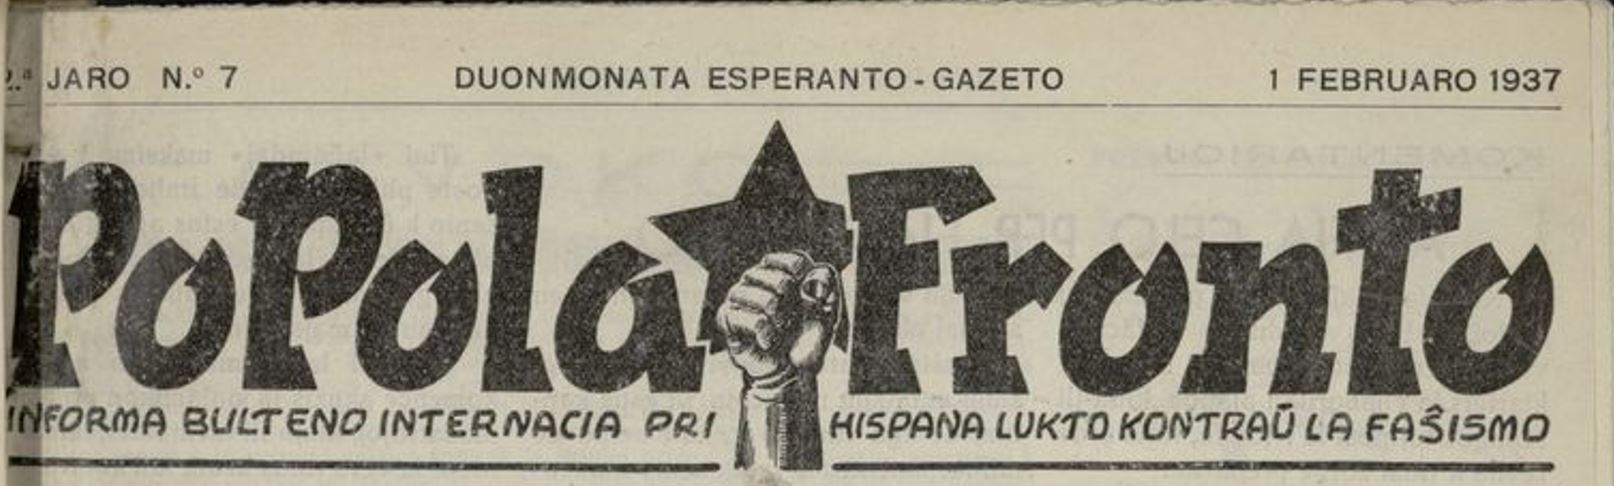 2.ª JARO N.º 7 DUONMONATA ESPERANTO-GAZETO 1 FEBRUARO 1937
PoPola Fronto
INFORMA BULTENO INTERNACIA PRI HISPANA LUKTO KONTRAŬ LA FAŜISMO